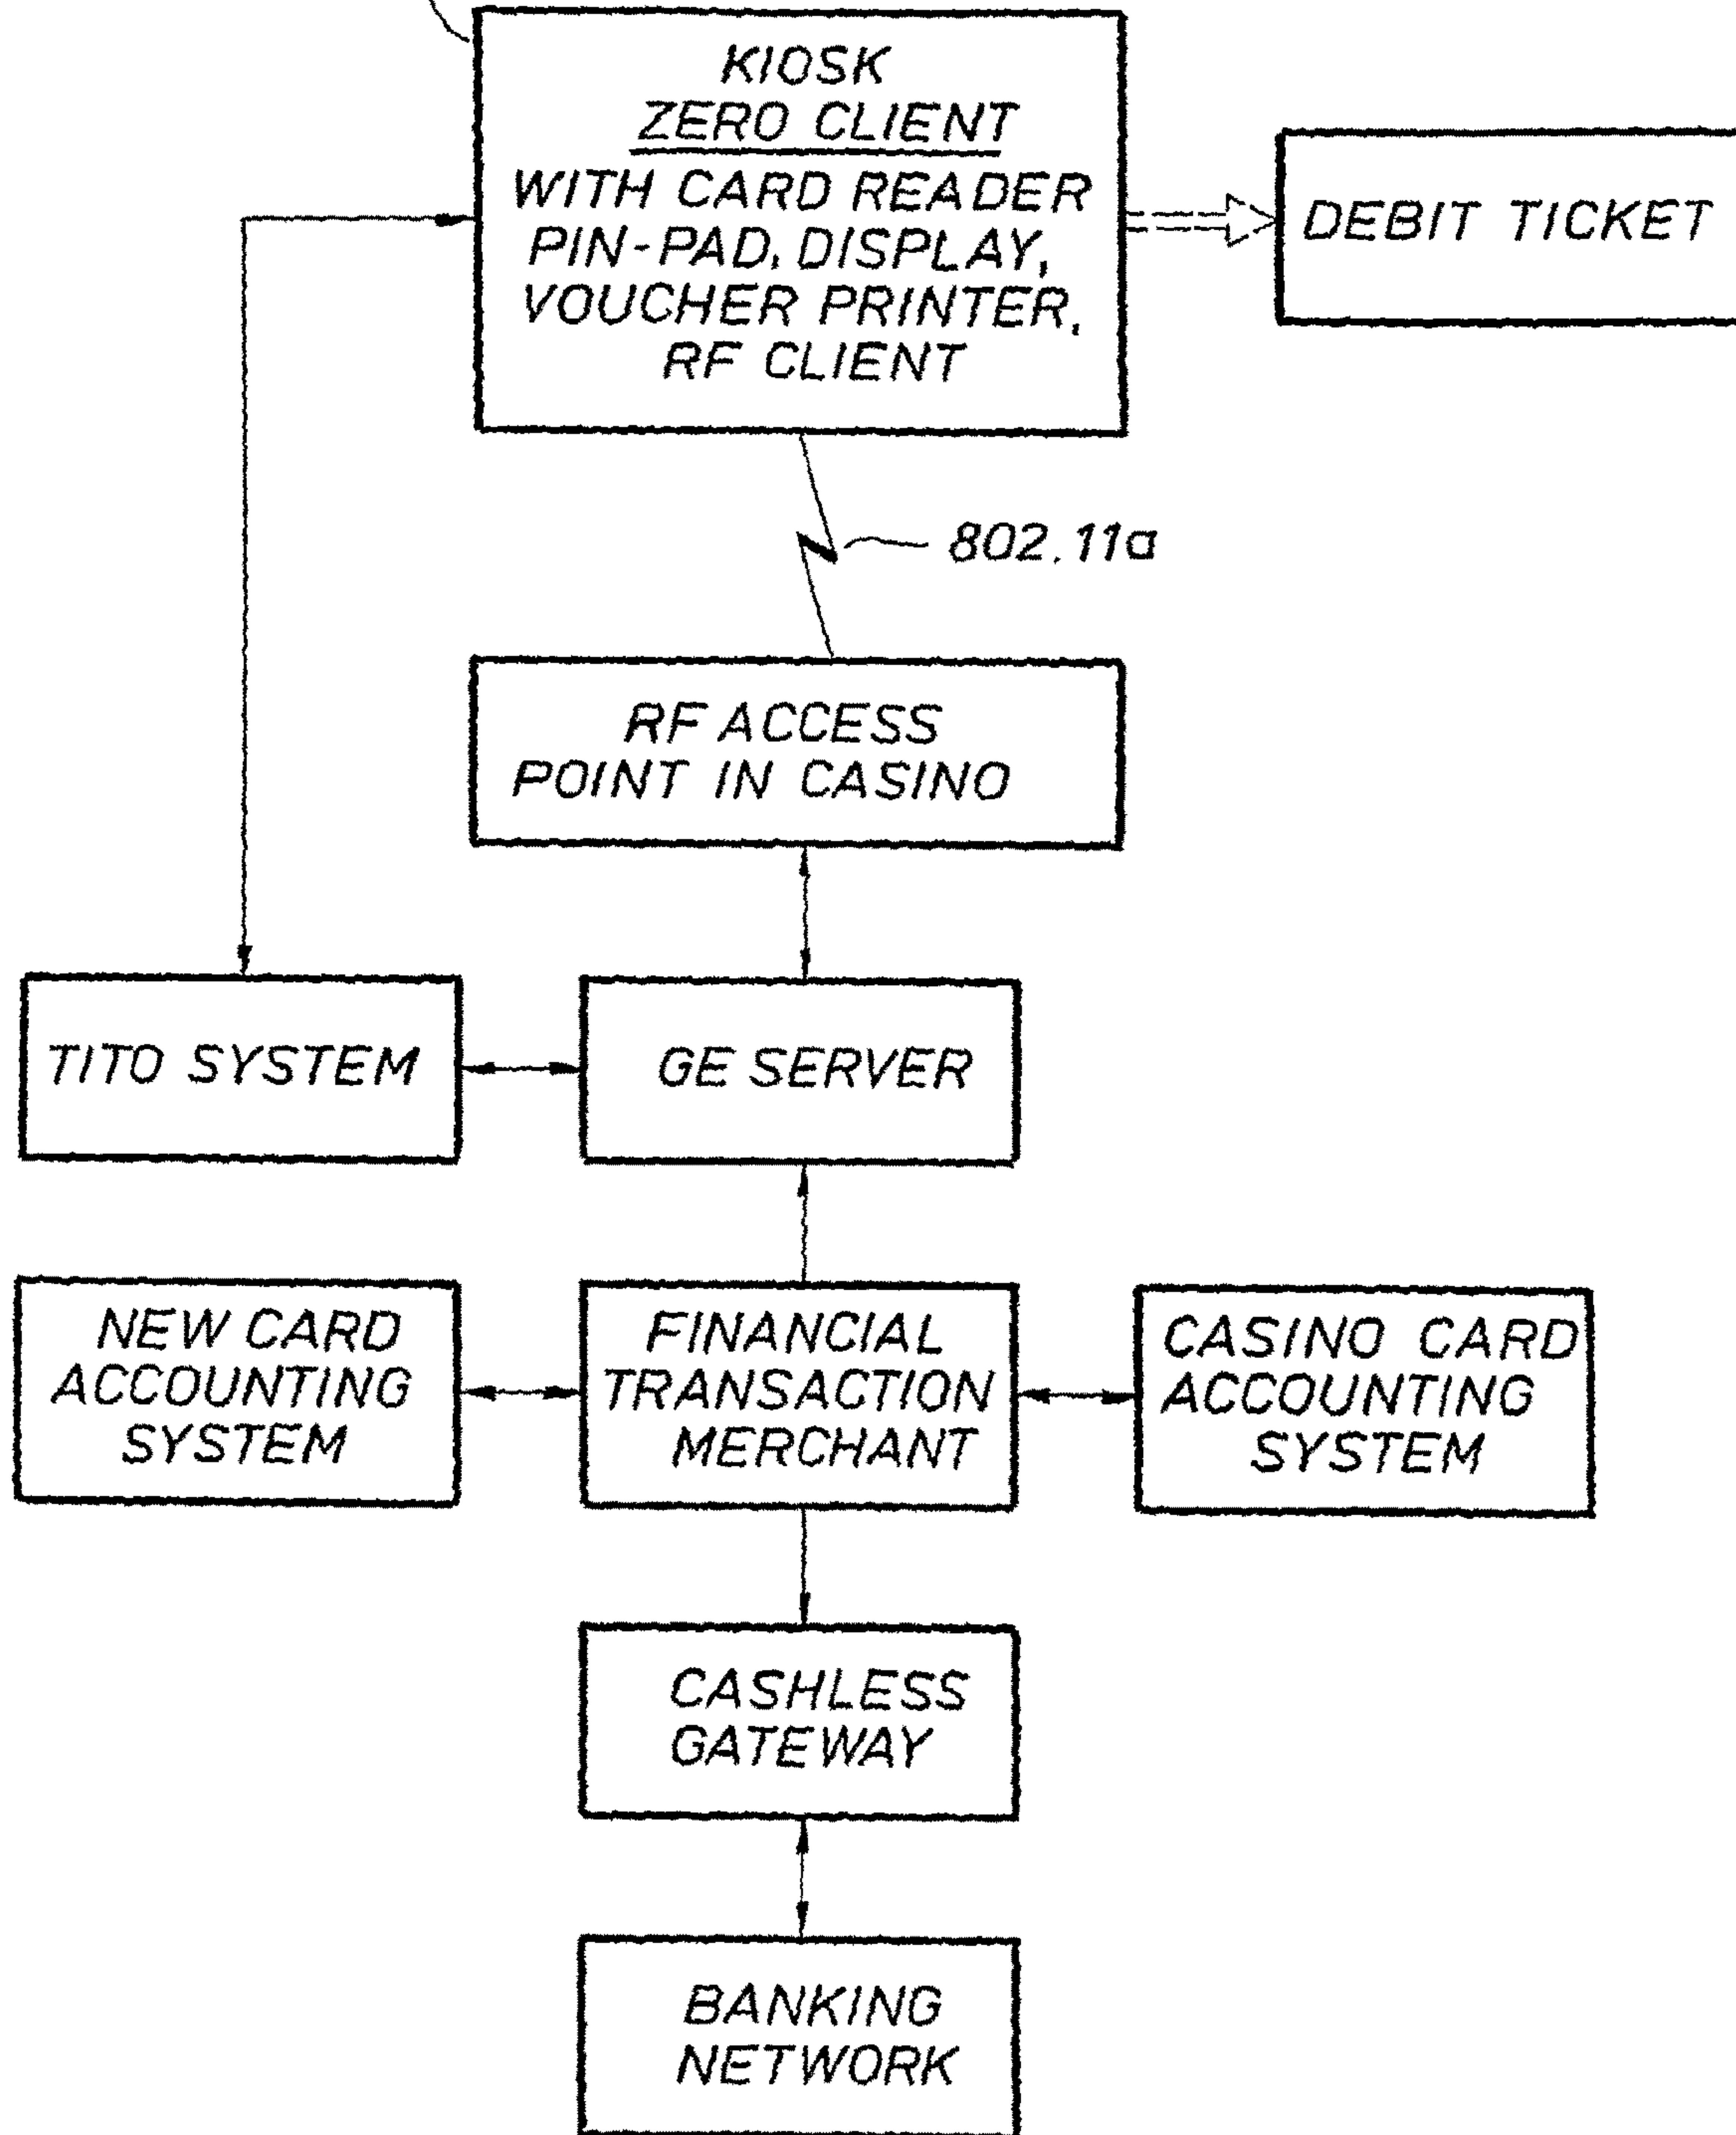 KIOSK
ZERO CLIENT
WITH CARD READER
PIN-PAD, DISPLAY,
VOUCHER PRINTER,
RF CLIENT
DEBIT TICKET
802.11a
RF ACCESS
POINT IN CASINO
TITO SYSTEM
GE SERVER
NEW CARD
ACCOUNTING
SYSTEM
FINANCIAL
TRANSACTION
MERCHANT
CASINO CARD
ACCOUNTING
SYSTEM
CASHLESS
GATEWAY
BANKING
NETWORK